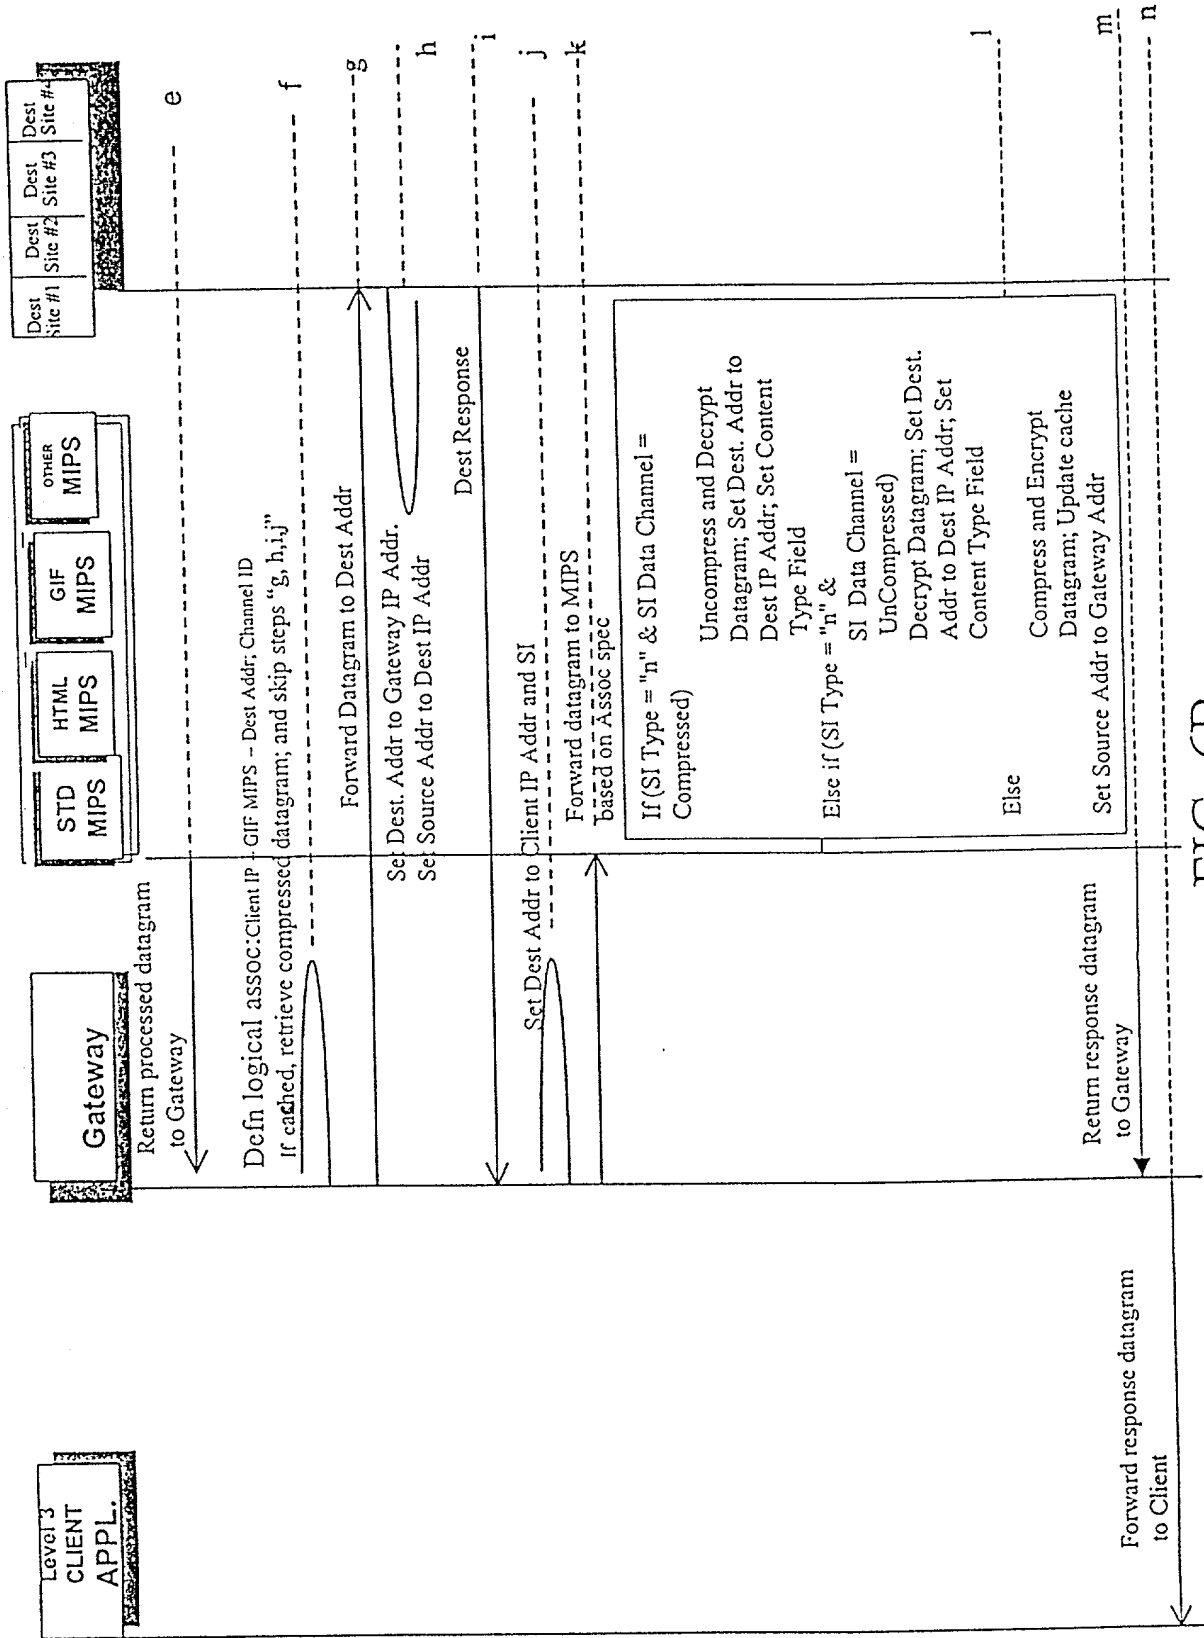 Level 3
CLIENT
APPL.
Gateway
STD
MIPS
HTML
MIPS
GIF
MIPS
OTHER
MIPS
Dest
Site #1
Dest
Site #2
Dest
Site #3
Dest
Site #4
Return processed datagram
to Gateway
e
Defn logical assoc:Client IP - GIF MIPS - Dest Addr; Channel ID
If cached, retrieve compressed datagram; and skip steps "g, h,i,j"
f
Forward Datagram to Dest Addr
g
Set Dest. Addr to Gateway IP Addr.
Set Source Addr to Dest IP Addr
h
Dest Response
i
Set Dest Addr to Client IP Addr and SI
j
Forward datagram to MIPS
based on Assoc spec
k
If (SI Type = "n" & SI Data Channel =
Compressed)
Uncompress and Decrypt
Datagram; Set Dest. Addr to
Dest IP Addr; Set Content
Type Field
Else if (SI Type = "n" &
SI Data Channel =
UnCompressed)
Decrypt Datagram; Set Dest.
Addr to Dest IP Addr; Set
Content Type Field
Else
Compress and Encrypt
Datagram; Update cache
Set Source Addr to Gateway Addr
l
Return response datagram
to Gateway
m
Forward response datagram
to Client
n